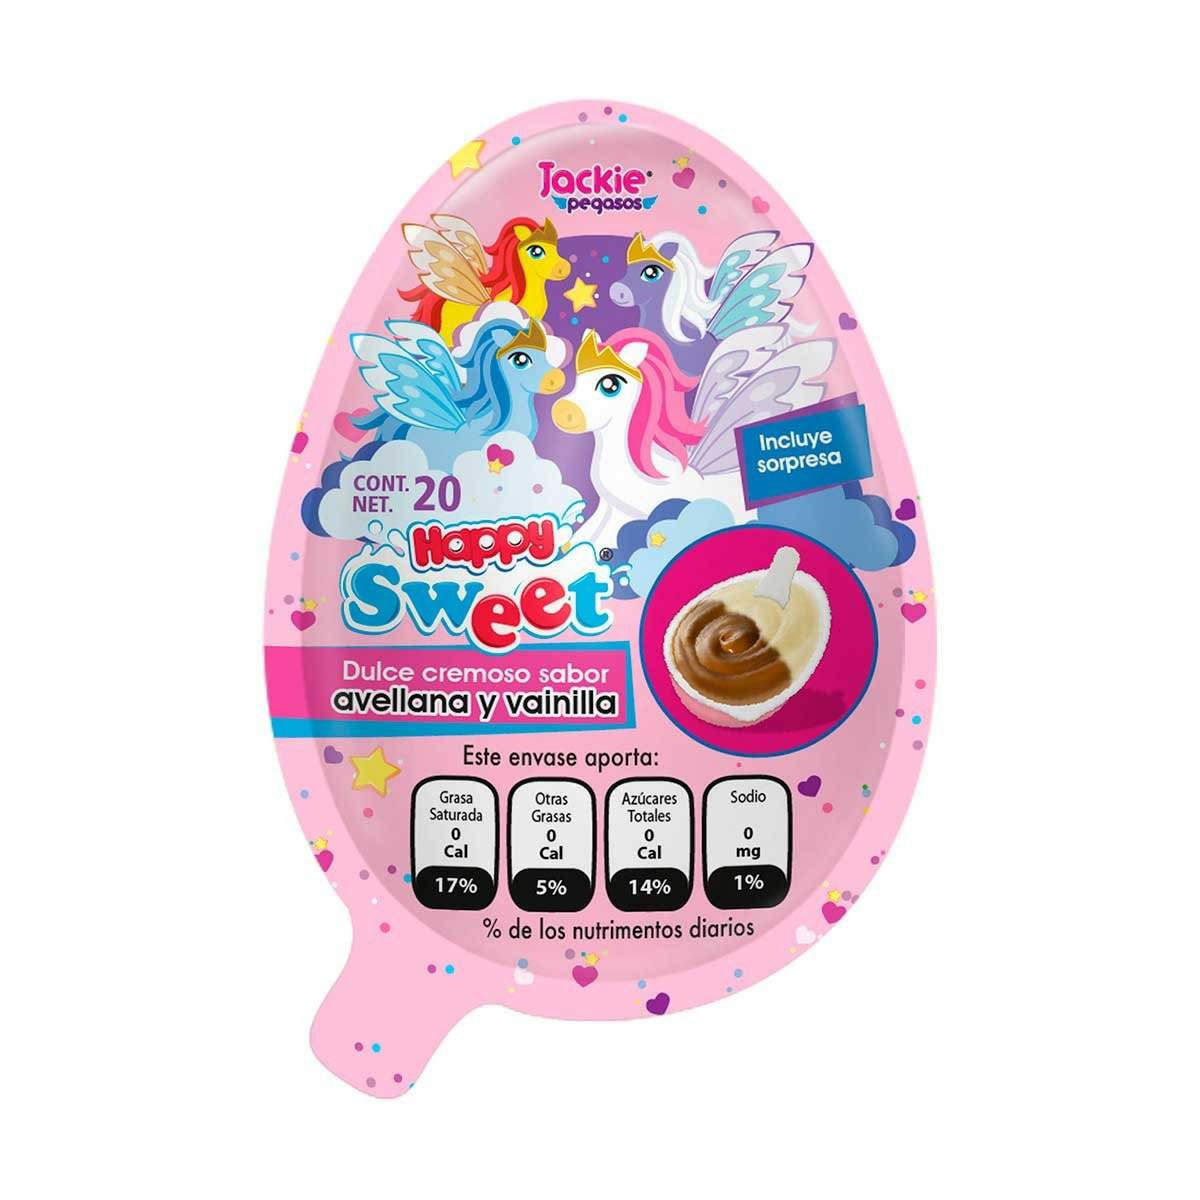 Jackie®
pegasos
Incluye
sorpresa
CONT.
NET. 20
Happy
Sweet®
Dulce cremoso sabor
avellana y vainilla
Este envase aporta:
Grasa
Saturada
0
Cal
17%
Otras
Grasas
0
Cal
5%
Azúcares
Totales
0
Cal
14%
Sodio
0
mg
1%
% de los nutrimentos diarios